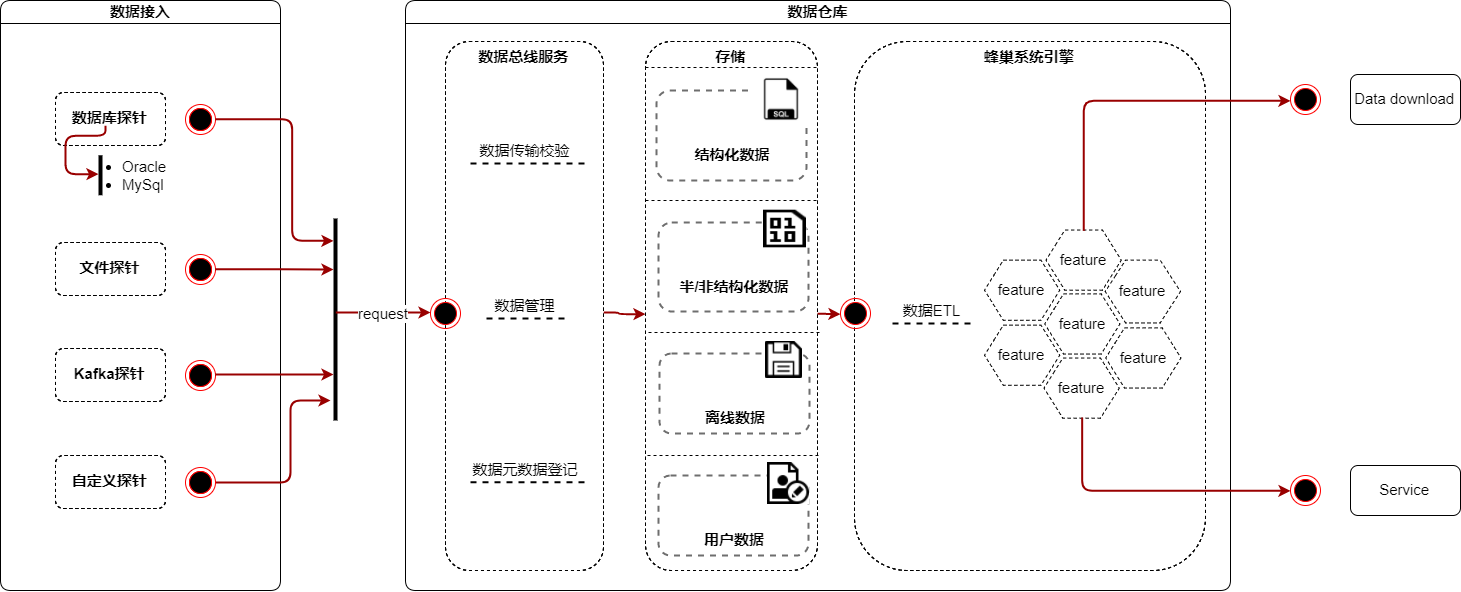 数据接入
数据库探针
Oracle
MySql
文件探针
Kafka探针
自定义探针
request
数据仓库
数据总线服务
数据传输校验
数据管理
数据元数据登记
存储
SQL
结构化数据
01
10
半/非结构化数据
离线数据
用户数据
蜂巢系统引擎
数据ETL
feature
feature
feature
feature
feature
feature
feature
Data download
Service